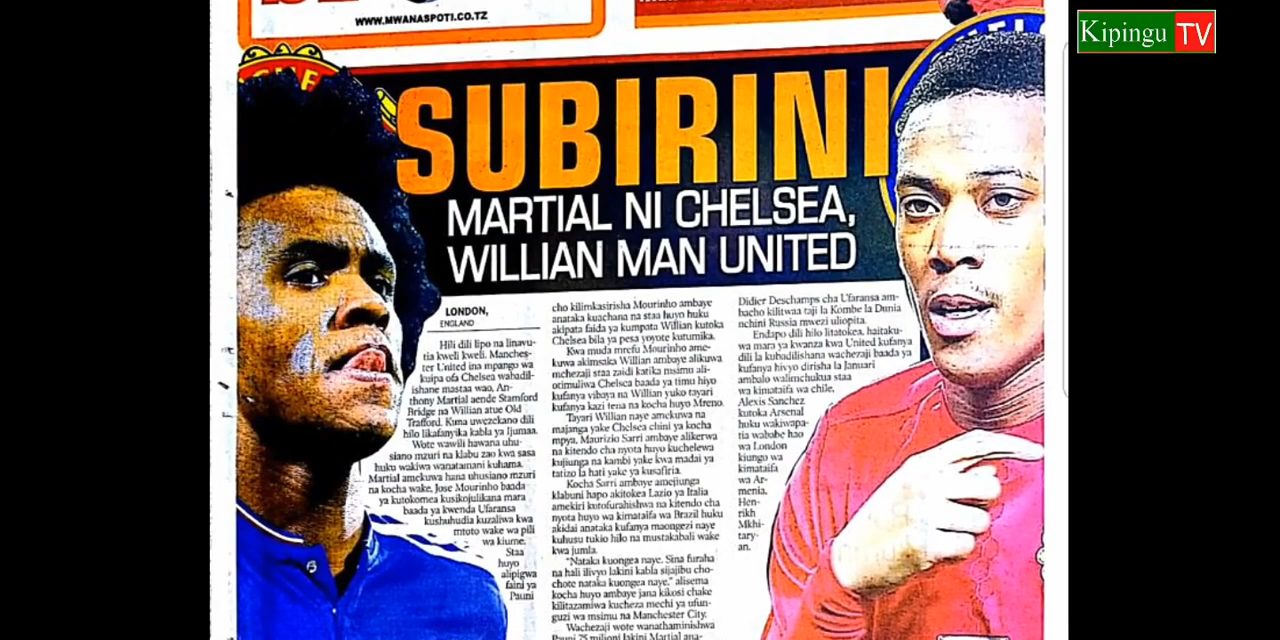 WWW.MWANASPOTI.CO.TZ
Kipingu TV
SUBIRINI
MARTIAL NI CHELSEA,
WILLIAN MAN UNITED
LONDON,
ENGLAND
Hili dili lipo na linavu-
tia kweli kweli. Manches-
ter United ina mpango wa
kuipa ofa Chelsea wabadil-
ishane mastaa wao, An-
thony Martial aende Stamford
Bridge na Willian atue Old
Trafford. Kuna uwezekano dili
hilo likafanyika kabla ya Ijumaa.
Wote wawili hawana uhu-
siano mzuri na klabu zao kwa sasa
huku wakiwa wanatamani kuhama.
Martial amekuwa hana uhusiano mzuri
na kocha wake, Jose Mourinho baada
ya kutokomea kusikojulikana mara
baada ya kwenda Ufaransa
kushuhudia kuzaliwa kwa
mtoto wake wa pili
wa kiume.
Staa
huyo
alipigwa
faini ya
Pauni
cho kilimkasirisha Mourinho ambaye
anataka kuachana na staa huyo huku
akipata faida ya kumpata Willian kutoka
Chelsea bila ya pesa yoyote kutumika.
Kwa muda mrefu Mourinho ame-
kuwa akimsaka Willian ambaye alikuwa
mchezaji staa zaidi katika msimu ali-
ocimuliwa Chelsea baada ya timu hiyo
kufanya vibaya na Willian yuko tayari
kufanya kazi tena na kocha huyo Mreno.
Tayari Willian naye amekuwa na
majanga yake Chelsea chini ya kocha
mpya, Maurizio Sarri ambaye alikerwa
na kitendo cha nyota huyo kuchelewa
kujiunga na kambi yake kwa madai ya
tatizo la hati yake ya kusafiria.
Kocha Sarri ambaye amejiunga
klabuni hapo akitokea Lazio ya Italia
amekiri kutofurahishwa na kitendo cha
nyota huyo wa kimataifa wa Brazil huku
akidai anataka kufanya maongezi naye
kuhusu tukio hilo na mustakabali wake
kwa jumla.
"Nataka kuongea naye. Sina furaha
na hali ilivyo lakini kabla sijajibu cho-
chote nataka kuongea naye." alisema
kocha huyo ambaye jana kikosi chake
kilitazamiwa kucheza mechi ya ufun-
guzi wa msimu na Manchester City.
Wachezaji wote wanathaminishwa
Pauni 75 milioni lakini Martial ana-
Didier Deschamps cha Ufaransa am-
bacho kilitwaa taji la Kombe la Dunia
nchini Russia mwezi uliopita.
Endapo dili hilo litatokea, haitaku-
wa mara ya kwanza kwa United kufanya
dili la kubadilishana wachezaji baada ya
kufanya hivyo dirisha la Januari
ambalo walimchukua staa
wa kimataifa wa chile,
Alexis Sanchez
kutoka Arsenal
huku wakiwapa-
tia wababe hao
wa London
kiungo wa
kimataifa
wa Ar-
menia,
Hen-
rikh
Mkhi-
tary-
an.